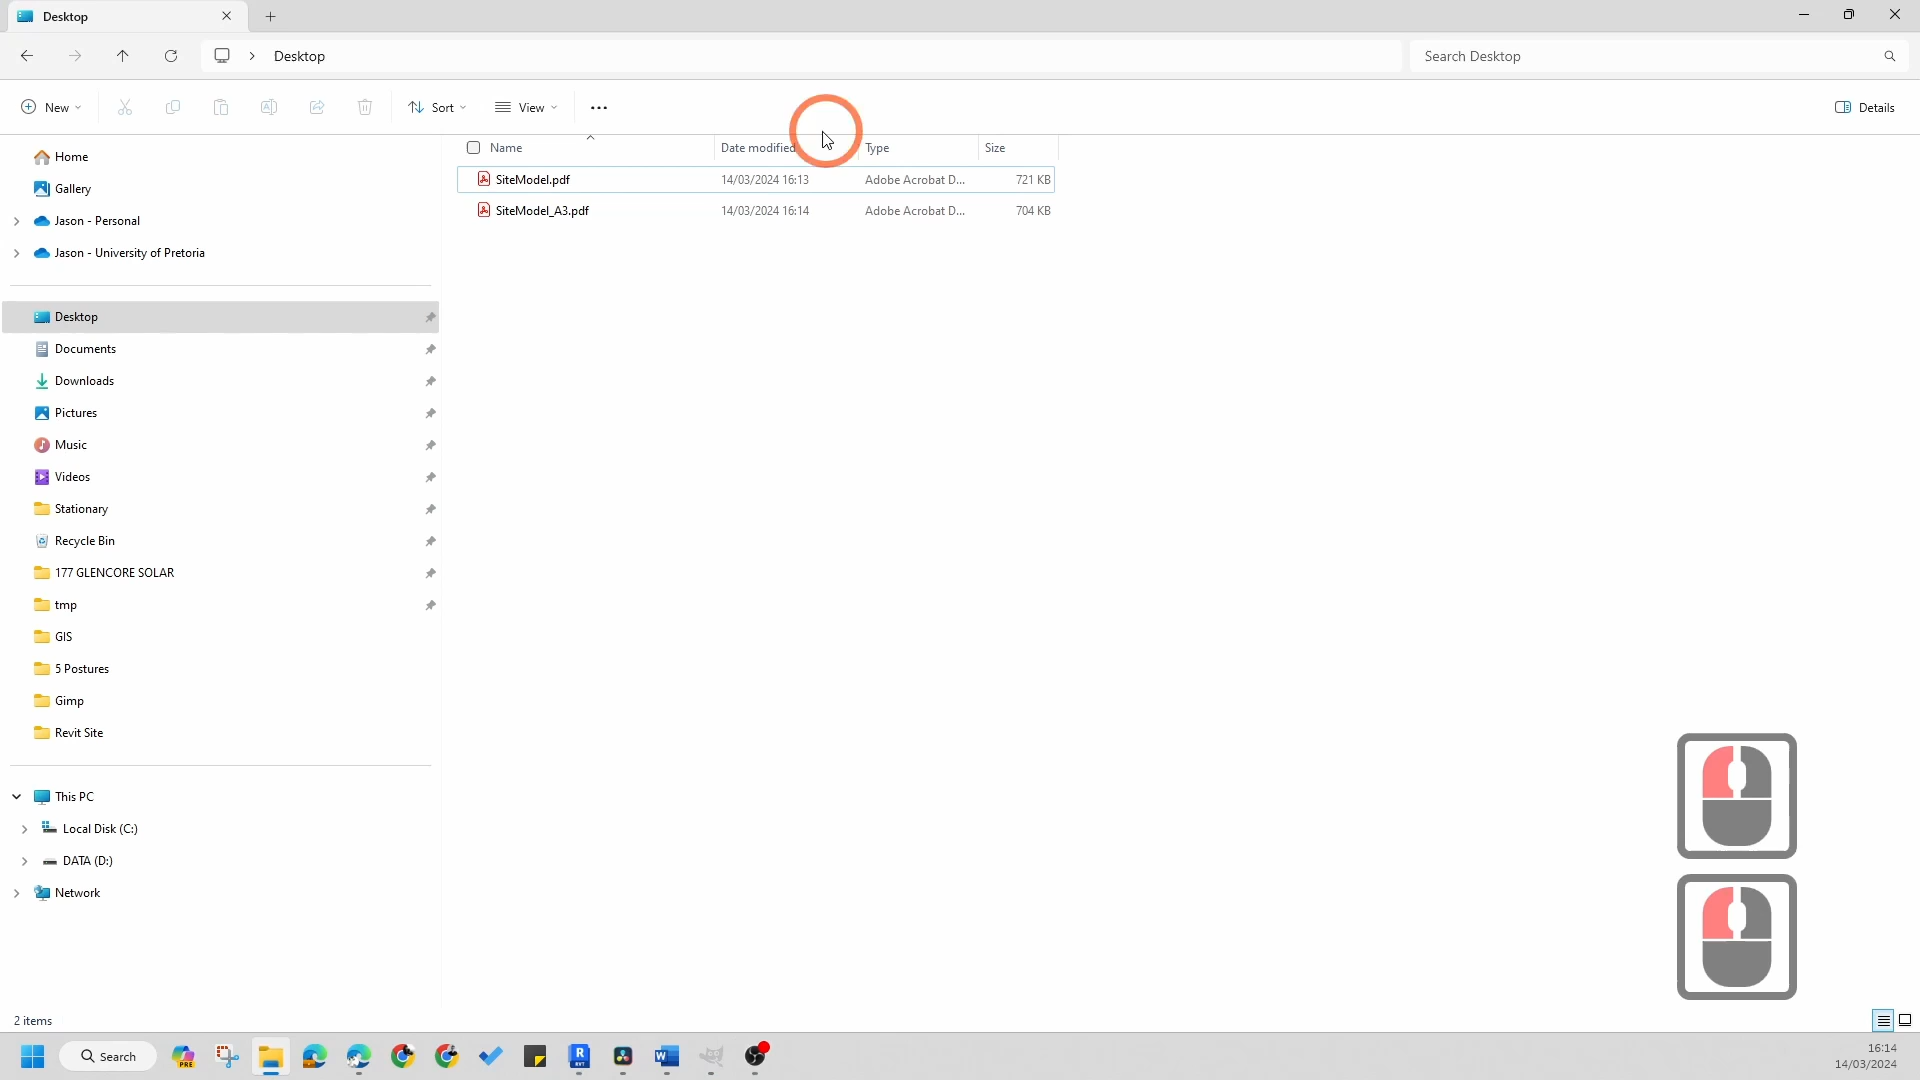 Desktop
Desktop
Search Desktop
New
Sort
View
Details
Name
Date modified
Type
Size
SiteModel.pdf
14/03/2024 16:13
Adobe Acrobat D...
721 KB
SiteModel_A3.pdf
14/03/2024 16:14
Adobe Acrobat D...
704 KB
Home
Gallery
Jason - Personal
Jason - University of Pretoria
Desktop
Documents
Downloads
Pictures
Music
Videos
Stationary
Recycle Bin
177 GLENCORE SOLAR
tmp
GIS
5 Postures
Gimp
Revit Site
This PC
Local Disk (C:)
DATA (D:)
Network
2 items
Search
PRE
R
RVT
W
16:14
14/03/2024